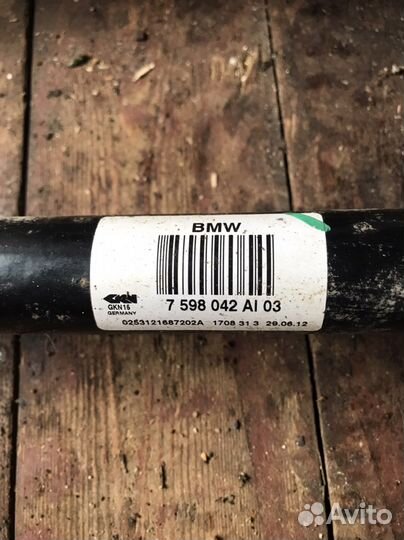 BMW
7 598 042 AI 03
GKN
GKN16
GERMANY
0253121687202A 1708 31 3 29.06.12
Avito